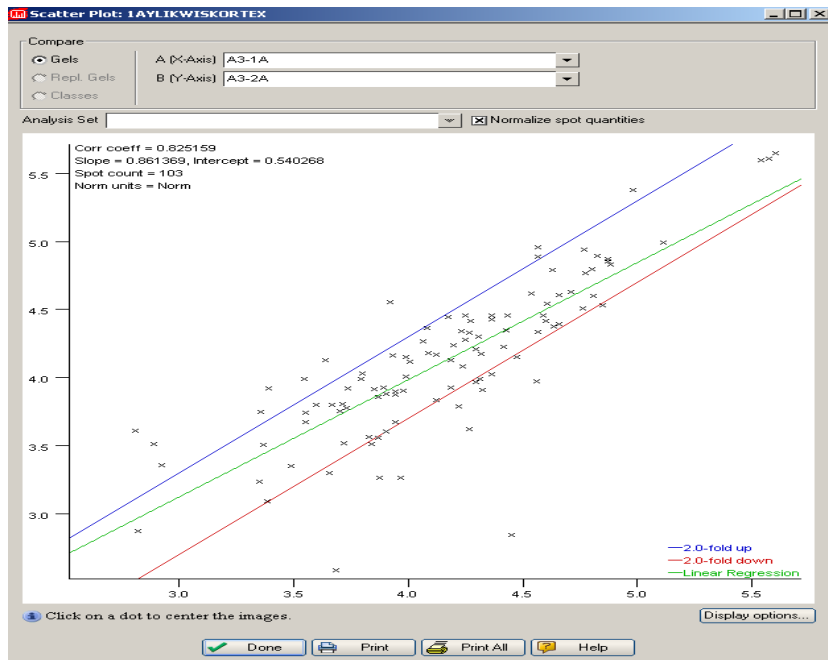 Scatter Plot: 1AYLIKWISKORTEX
Compare
Gels
A (X-Axis) A3-1A
Repl. Gels
B (Y-Axis) A3-2A
Classes
Analysis Set
Normalize spot quantities
Corr coeff = 0.825159
Slope = 0.861369, Intercept = 0.540268
Spot count = 103
Norm units = Norm
5.5
5.0
4.5
4.0
3.5
3.0
2.0-fold up
2.0-fold down
Linear Regression
3.0 3.5 4.0 4.5 5.0 5.5
Click on a dot to center the images.
Display options...
Done Print Print All Help